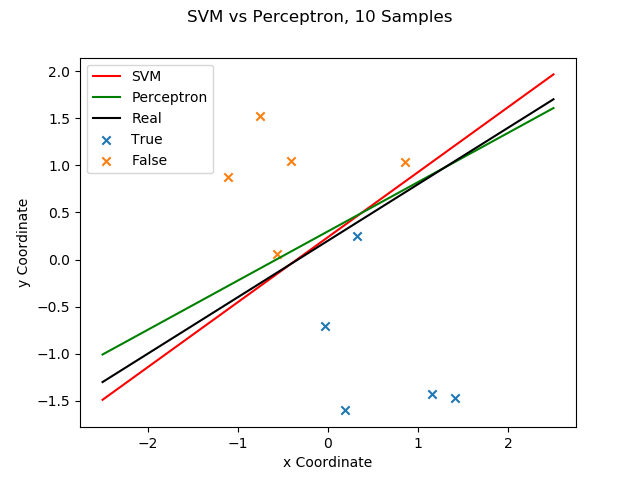 SVM vs Perceptron, 10 Samples
SVM
Perceptron
Real
True
False
2.0
1.5
1.0
0.5
0.0
−0.5
−1.0
−1.5
y Coordinate
−2
−1
0
1
2
x Coordinate